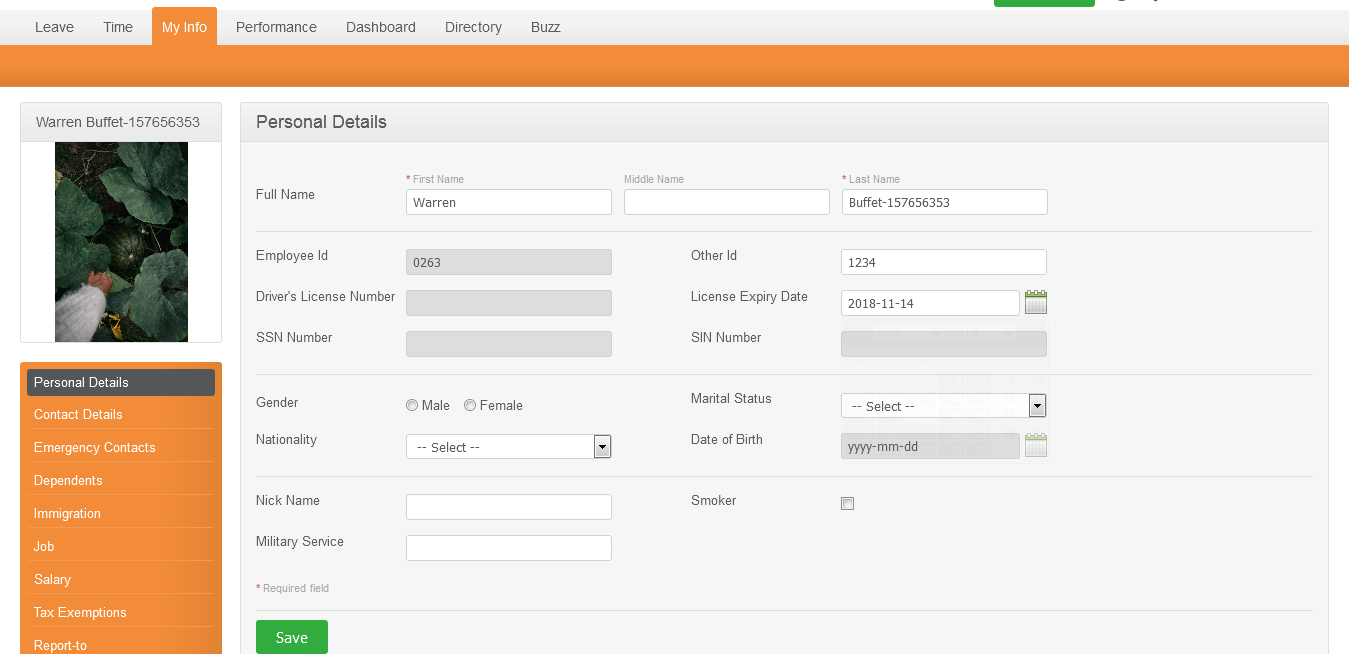 Leave Time My Info Performance Dashboard Directory Buzz
Warren Buffet-157656353
Personal Details
Contact Details
Emergency Contacts
Dependents
Immigration
Job
Salary
Tax Exemptions
Report-to
Personal Details
* First Name Middle Name * Last Name
Full Name Warren Buffet-157656353
Employee Id 0263 Other Id 1234
Driver's License Number License Expiry Date 2018-11-14
SSN Number SIN Number
Gender Male Female Marital Status -- Select --
Nationality -- Select -- Date of Birth yyyy-mm-dd
Nick Name Smoker
Military Service
* Required field
Save